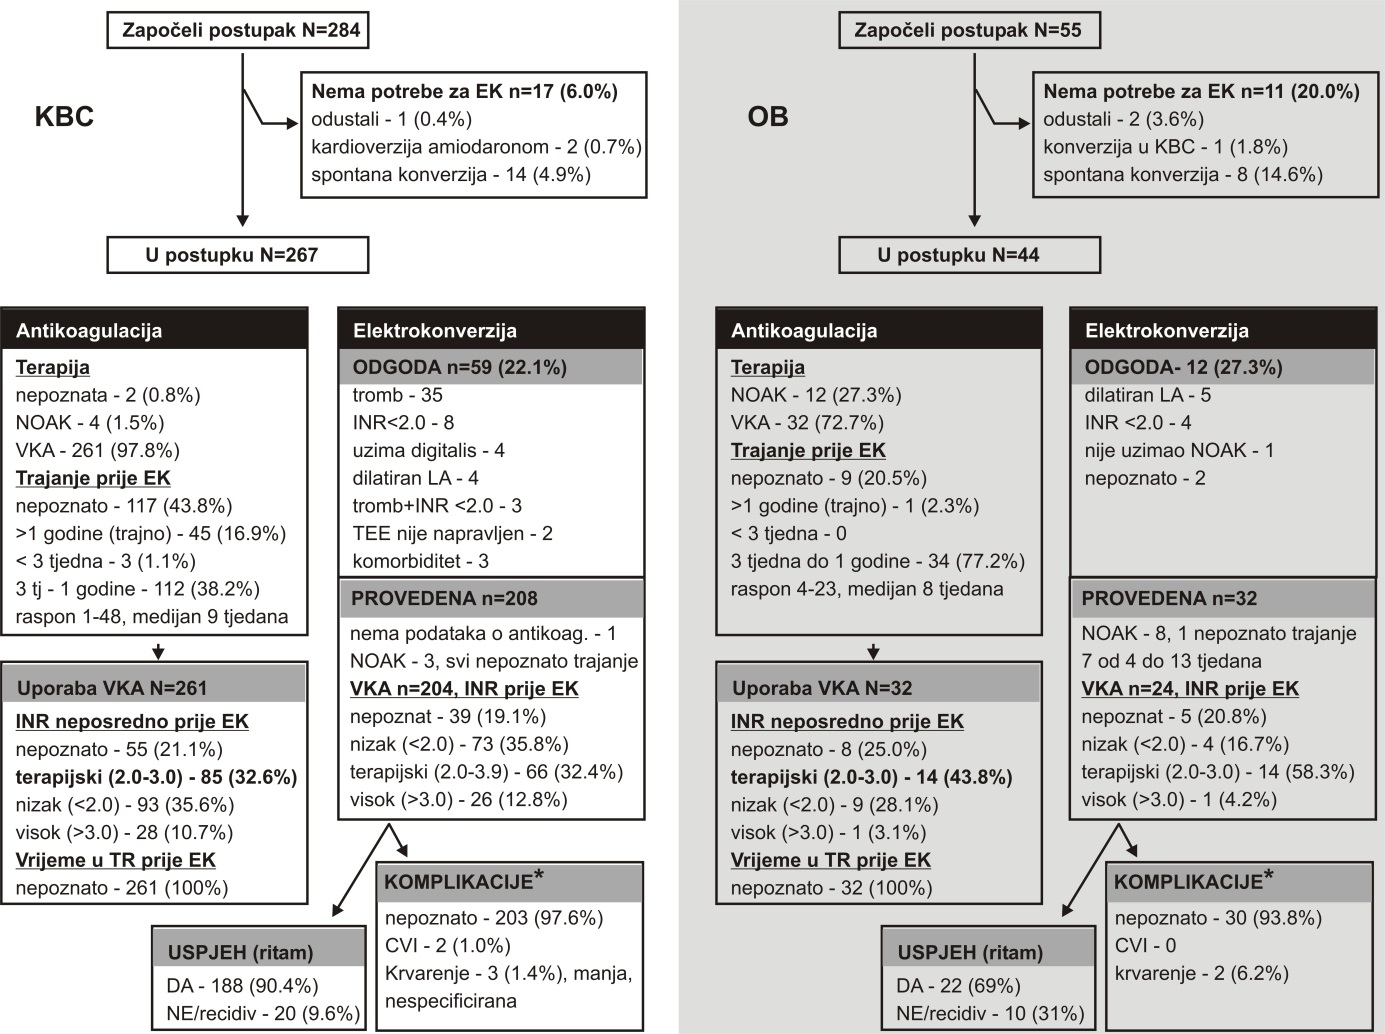 Započeli postupak N=284
KBC
Nema potrebe za EK n=17 (6.0%)
odustali - 1 (0.4%)
kardioverzija amiodaronom - 2 (0.7%)
spontana konverzija - 14 (4.9%)
U postupku N=267
Antikoagulacija
Terapija
nepoznata - 2 (0.8%)
NOAK - 4 (1.5%)
VKA - 261 (97.8%)
Trajanje prije EK
nepoznato - 117 (43.8%)
>1 godine (trajno) - 45 (16.9%)
< 3 tjedna - 3 (1.1%)
3 tj - 1 godine - 112 (38.2%)
raspon 1-48, medijan 9 tjedana
Uporaba VKA N=261
INR neposredno prije EK
nepoznato - 55 (21.1%)
terapijski (2.0-3.0) - 85 (32.6%)
nizak (<2.0) - 93 (35.6%)
visok (>3.0) - 28 (10.7%)
Vrijeme u TR prije EK
nepoznato - 261 (100%)
Elektrokonverzija
ODGODA n=59 (22.1%)
tromb - 35
INR<2.0 - 8
uzima digitalis - 4
dilatiran LA - 4
tromb+INR <2.0 - 3
TEE nije napravljen - 2
komorbiditet - 3
PROVEDENA n=208
nema podataka o antikoag. - 1
NOAK - 3, svi nepoznato trajanje
VKA n=204, INR prije EK
nepoznat - 39 (19.1%)
nizak (<2.0) - 73 (35.8%)
terapijski (2.0-3.9) - 66 (32.4%)
visok (>3.0) - 26 (12.8%)
USPJEH (ritam)
DA - 188 (90.4%)
NE/recidiv - 20 (9.6%)
KOMPLIKACIJE*
nepoznato - 203 (97.6%)
CVI - 2 (1.0%)
Krvarenje - 3 (1.4%), manja,
nespecificirana
Započeli postupak N=55
OB
Nema potrebe za EK n=11 (20.0%)
odustali - 2 (3.6%)
konverzija u KBC - 1 (1.8%)
spontana konverzija - 8 (14.6%)
U postupku N=44
Antikoagulacija
Terapija
NOAK - 12 (27.3%)
VKA - 32 (72.7%)
Trajanje prije EK
nepoznato - 9 (20.5%)
>1 godine (trajno) - 1 (2.3%)
< 3 tjedna - 0
3 tjedna do 1 godine - 34 (77.2%)
raspon 4-23, medijan 8 tjedana
Uporaba VKA N=32
INR neposredno prije EK
nepoznato - 8 (25.0%)
terapijski (2.0-3.0) - 14 (43.8%)
nizak (<2.0) - 9 (28.1%)
visok (>3.0) - 1 (3.1%)
Vrijeme u TR prije EK
nepoznato - 32 (100%)
Elektrokonverzija
ODGODA- 12 (27.3%)
dilatiran LA - 5
INR <2.0 - 4
nije uzimao NOAK - 1
nepoznato - 2
PROVEDENA n=32
NOAK - 8, 1 nepoznato trajanje
7 od 4 do 13 tjedana
VKA n=24, INR prije EK
nepoznat - 5 (20.8%)
nizak (<2.0) - 4 (16.7%)
terapijski (2.0-3.0) - 14 (58.3%)
visok (>3.0) - 1 (4.2%)
USPJEH (ritam)
DA - 22 (69%)
NE/recidiv - 10 (31%)
KOMPLIKACIJE*
nepoznato - 30 (93.8%)
CVI - 0
krvarenje - 2 (6.2%)